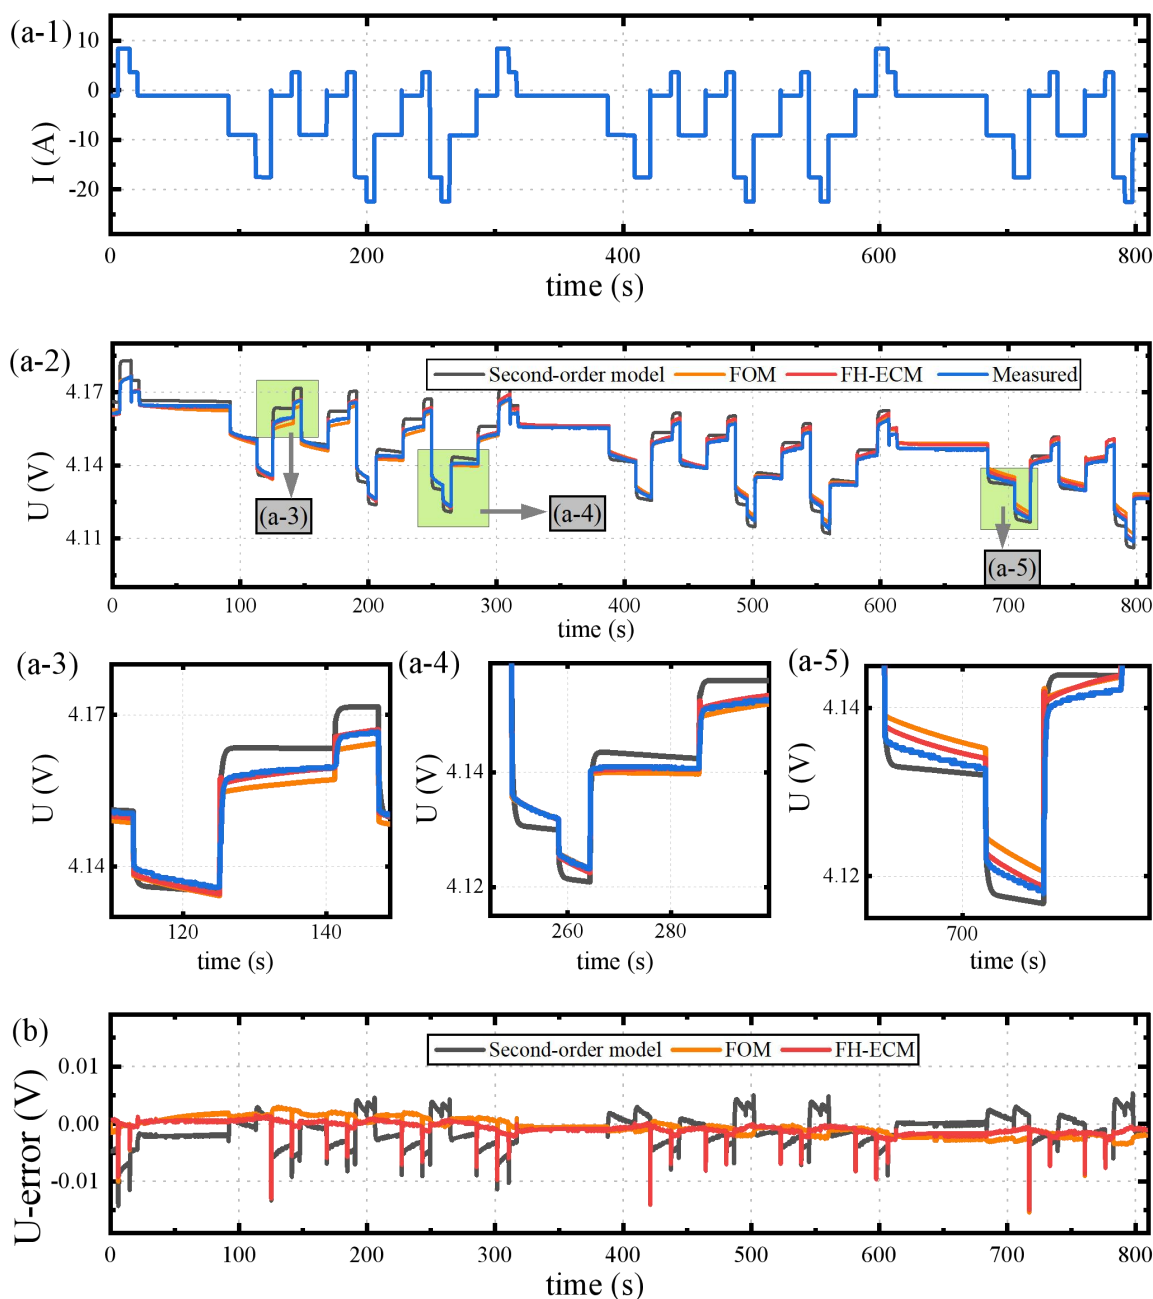 (a-1)
10
0
-10
-20
I (A)
0 200 400 600 800
time (s)
(a-2)
Second-order model FOM FH-ECM Measured
4.17
4.14
4.11
U (V)
(a-3)
(a-4)
(a-5)
0 100 200 300 400 500 600 700 800
time (s)
(a-3)
4.17
4.14
U (V)
120 140
time (s)
(a-4)
4.14
4.12
U (V)
260 280
time (s)
(a-5)
4.14
4.12
U (V)
700
time (s)
(b)
Second-order model FOM FH-ECM
0.01
0.00
-0.01
U-error (V)
0 100 200 300 400 500 600 700 800
time (s)